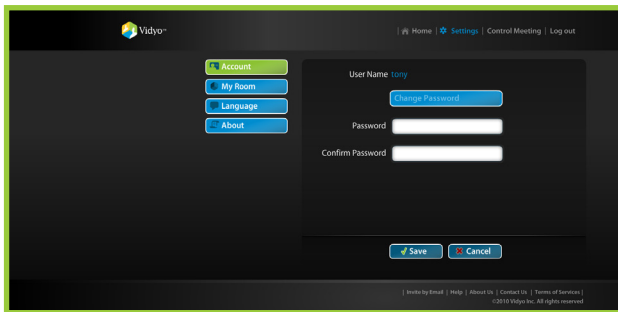 Vidyo™
| Home | Settings | Control Meeting | Log out
Account
My Room
Language
About
User Name tony
Change Password
Password
Confirm Password
Save
Cancel
| Invite by Email | Help | About Us | Contact Us | Terms of Services |
©2010 Vidyo Inc. All rights reserved